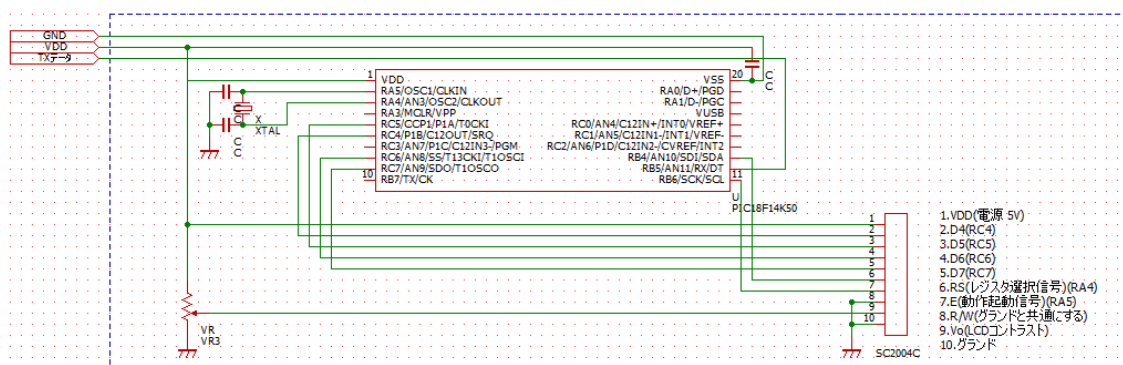 GND
VDD
TXデータ
1
VDD
RA5/OSC1/CLKIN
RA4/AN3/OSC2/CLKOUT
RA3/MCLR/VPP
RC5/CCP1/P1A/T0CKI
RC4/P1B/C12OUT/SRQ
RC3/AN7/P1C/C12IN3-/PGM
RC6/AN8/SS/T13CKI/T1OSCI
RC7/AN9/SDO/T1OSCO
10
RB7/TX/CK
VSS
20
RA0/D+/PGD
RA1/D-/PGC
VUSB
RC0/AN4/C12IN+/INT0/VREF+
RC1/AN5/C12IN1-/INT1/VREF-
RC2/AN6/P1D/C12IN2-/CVREF/INT2
RB4/AN10/SDI/SDA
RB5/AN11/RX/DT
11
RB6/SCK/SCL
U
PIC18F14K50
C
C
C
C
X
XTAL
C
C
VR
VR3
1
2
3
4
5
6
7
8
9
10
SC2004C
1.VDD(電源 5V)
2.D4(RC4)
3.D5(RC5)
4.D6(RC6)
5.D7(RC7)
6.RS(レジスタ選択信号)(RA4)
7.E(動作起動信号)(RA5)
8.R/W(グランドと共通にする)
9.Vo(LCDコントラスト)
10.グランド